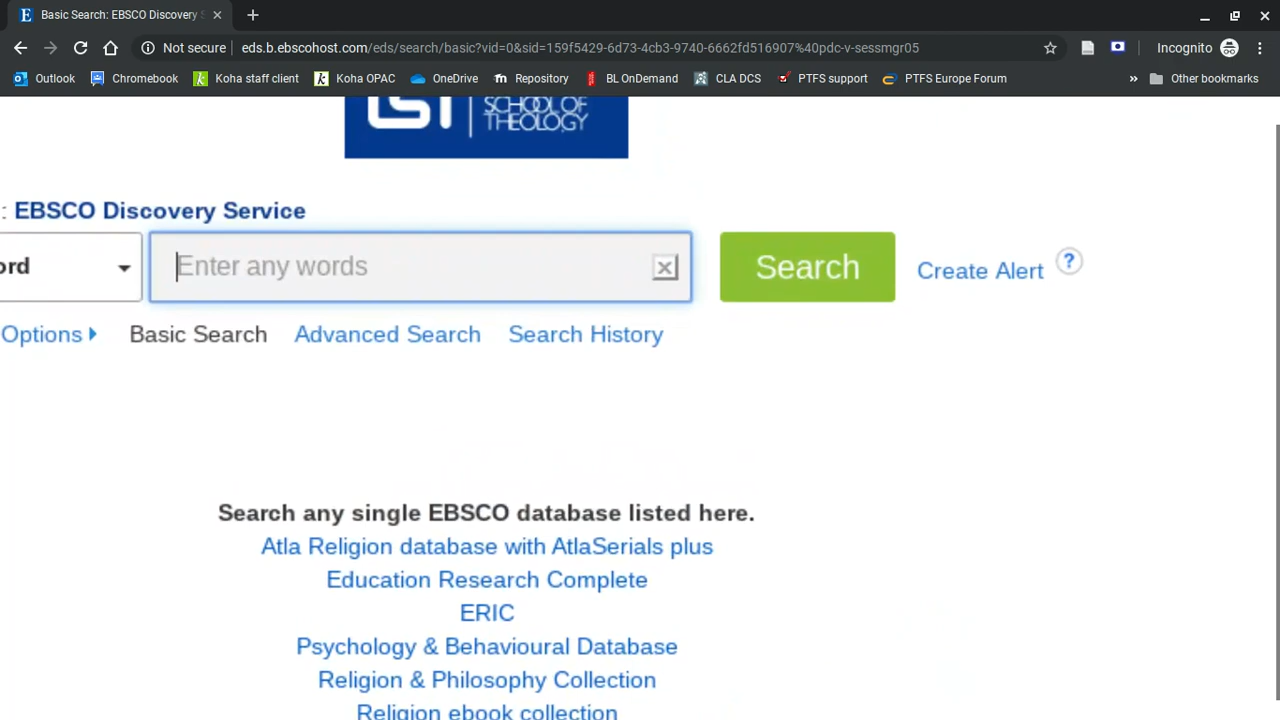 Basic Search: EBSCO Discovery S
Not secure eds.b.ebscohost.com/eds/search/basic?vid=0&sid=159f5429-6d73-4cb3-9740-6662fd516907%40pdc-v-sessmgr05 Incognito
Outlook Chromebook Koha staff client Koha OPAC OneDrive Repository BL OnDemand CLA DCS PTFS support PTFS Europe Forum » Other bookmarks
LST SCHOOL OF
THEOLOGY
: EBSCO Discovery Service
ord Enter any words Search Create Alert ?
Options Basic Search Advanced Search Search History
Search any single EBSCO database listed here.
Atla Religion database with AtlaSerials plus
Education Research Complete
ERIC
Psychology & Behavioural Database
Religion & Philosophy Collection
Religion ebook collection